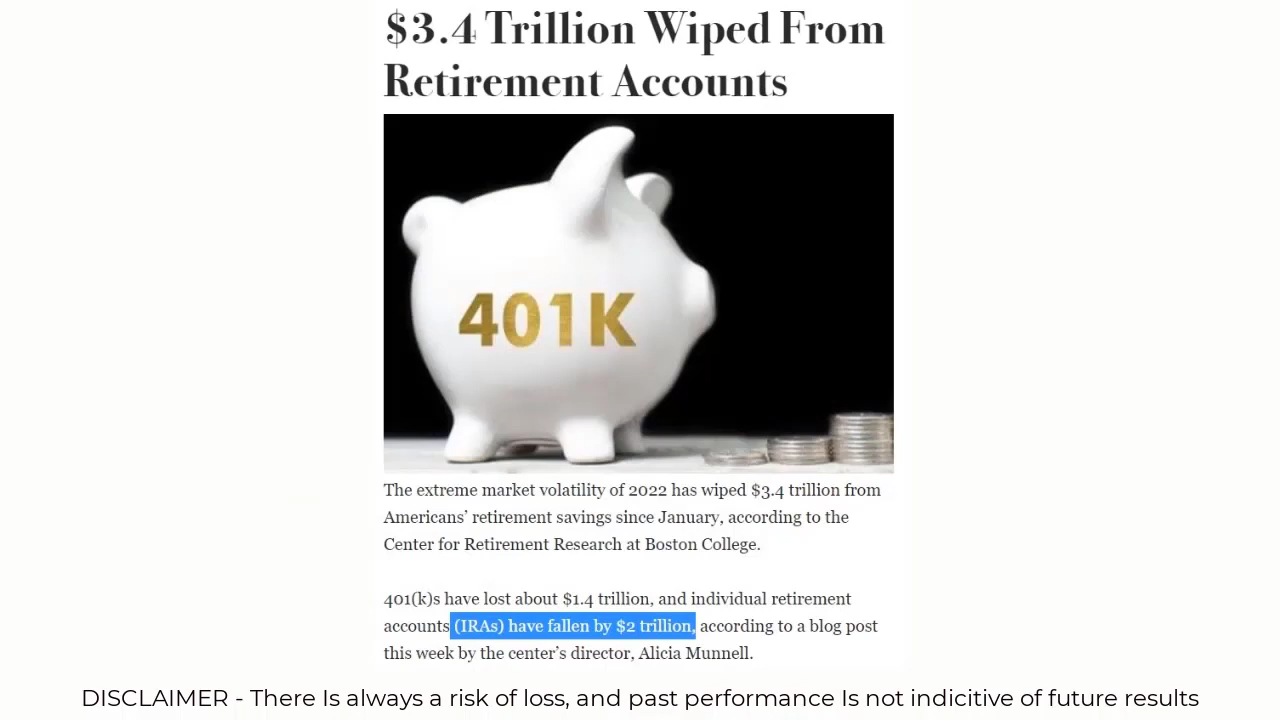 $3.4 Trillion Wiped From
Retirement Accounts
401K
The extreme market volatility of 2022 has wiped $3.4 trillion from
Americans’ retirement savings since January, according to the
Center for Retirement Research at Boston College.
401(k)s have lost about $1.4 trillion, and individual retirement
accounts (IRAs) have fallen by $2 trillion, according to a blog post
this week by the center’s director, Alicia Munnell.
DISCLAIMER - There Is always a risk of loss, and past performance Is not indicitive of future results